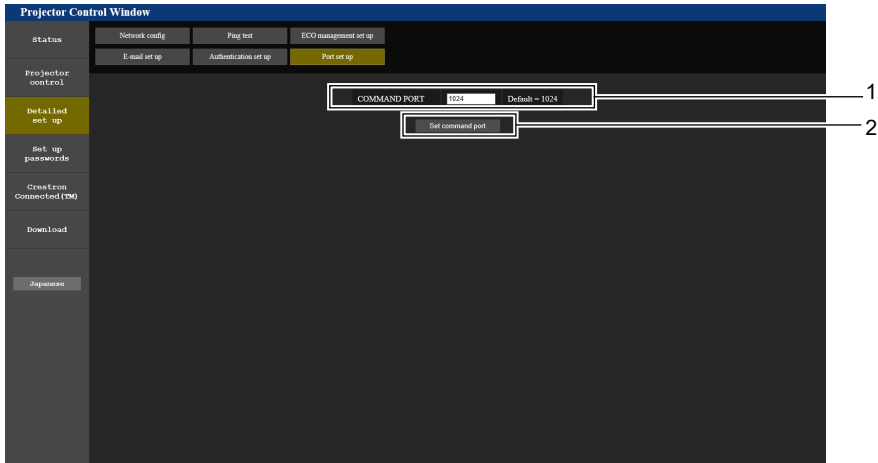 Projector Control Window
Status
Projector
control
Detailed
set up
Set up
passwords
Crestron
Connected(TM)
Download
Japanese
Network config
Ping test
ECO management set up
E-mail set up
Authentication set up
Port set up
COMMAND PORT 1024 Default = 1024
1
Set command port
2